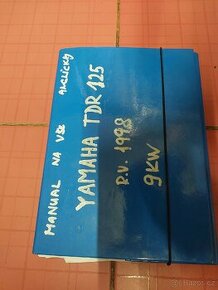 MANUAL NA VŠE ANGLICKY
YAMAHA TDR 125
R.V. 1998
9KW